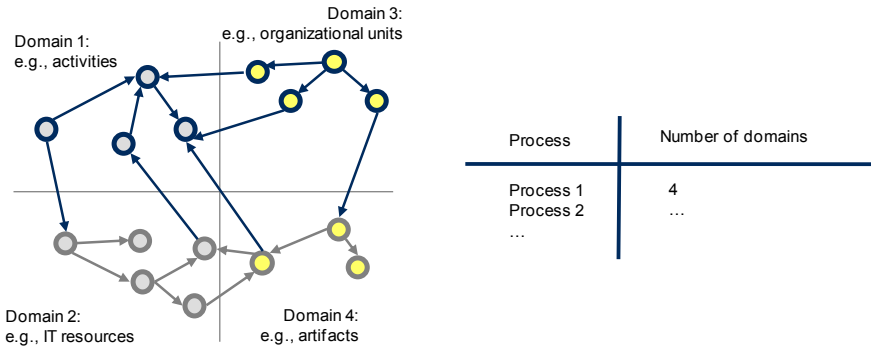 Domain 1:
e.g., activities
Domain 3:
e.g., organizational units
Domain 2:
e.g., IT resources
Domain 4:
e.g., artifacts
Process
Number of domains
Process 1
4
Process 2
…
…